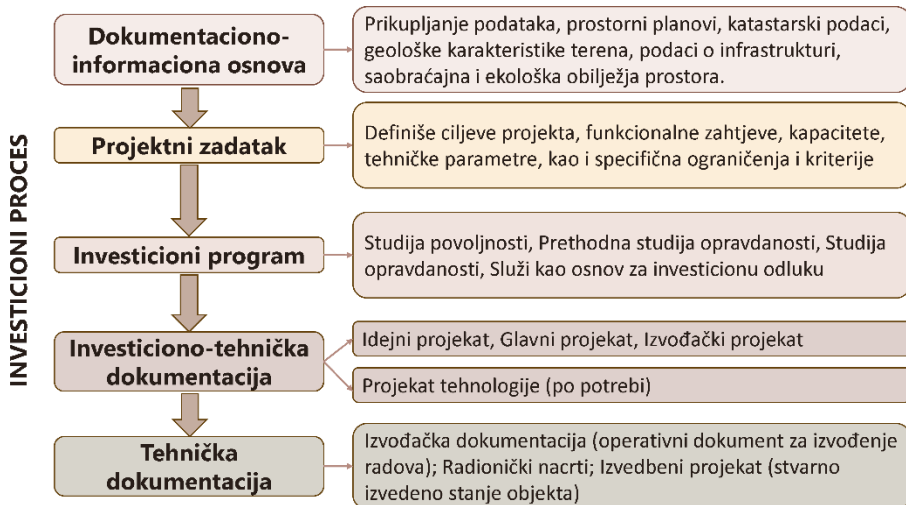 INVESTICIONI PROCES
Dokumentaciono-
informaciona osnova
Prikupljanje podataka, prostorni planovi, katastarski podaci,
geološke karakteristike terena, podaci o infrastrukturi,
saobraćajna i ekološka obilježja prostora.
Projektni zadatak
Definiše ciljeve projekta, funkcionalne zahtjeve, kapacitete,
tehničke parametre, kao i specifična ograničenja i kriterije
Investicioni program
Studija povoljnosti, Prethodna studija opravdanosti, Studija
opravdanosti, Služi kao osnov za investicionu odluku
Investiciono-tehnička
dokumentacija
Idejni projekat, Glavni projekat, Izvođački projekat
Projekat tehnologije (po potrebi)
Tehnička
dokumentacija
Izvođačka dokumentacija (operativni dokument za izvođenje
radova); Radionički nacrti; Izvedbeni projekat (stvarno
izvedeno stanje objekta)